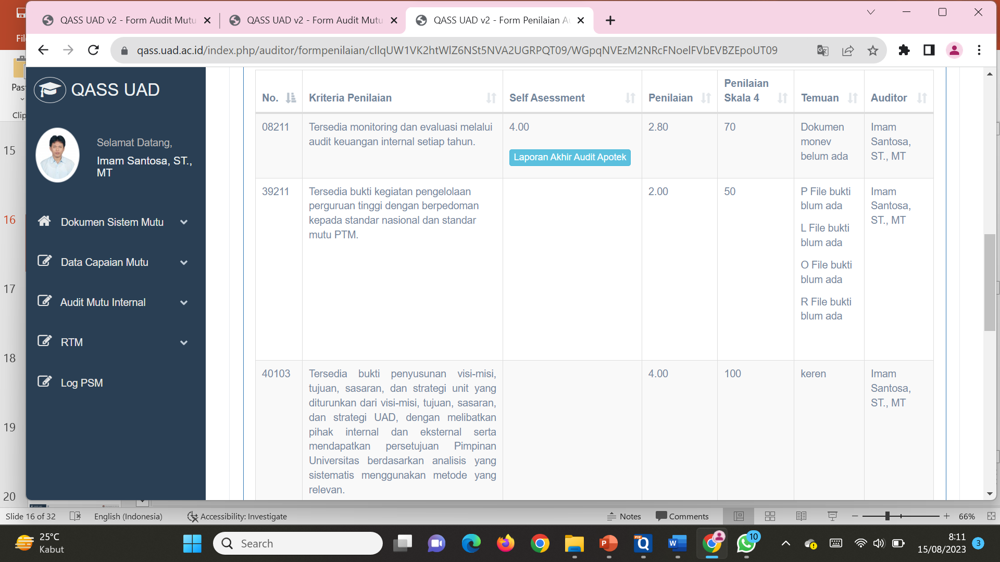 QASS UAD v2 - Form Audit Mutu
QASS UAD v2 - Form Audit Mutu
QASS UAD v2 - Form Penilaian A
Fil
qass.uad.ac.id/index.php/auditor/formpenilaian/cllqUW1VK2htWlZ6NSt5NVA2UGRPQT09/WGpqNVEzM2NRcFNoelFVbEVBZEpoUT09
Past
Clip
15
16
17
18
19
20
QASS UAD
Selamat Datang,
Imam Santosa, ST.,
MT
Dokumen Sistem Mutu
Data Capaian Mutu
Audit Mutu Internal
RTM
Log PSM
No.
Kriteria Penilaian
Self Asessment
Penilaian
Penilaian
Skala 4
Temuan
Auditor
08211
Tersedia monitoring dan evaluasi melalui
audit keuangan internal setiap tahun.
4.00
Laporan Akhir Audit Apotek
2.80
70
Dokumen
monev
belum ada
Imam
Santosa,
ST., MT
39211
Tersedia bukti kegiatan pengelolaan
perguruan tinggi dengan berpedoman
kepada standar nasional dan standar
mutu PTM.
2.00
50
P File bukti
blum ada
L File bukti
blum ada
O File bukti
blum ada
R File bukti
blum ada
Imam
Santosa,
ST., MT
40103
Tersedia bukti penyusunan visi-misi,
tujuan, sasaran, dan strategi unit yang
diturunkan dari visi-misi, tujuan, sasaran,
dan strategi UAD, dengan melibatkan
pihak internal dan eksternal serta
mendapatkan persetujuan Pimpinan
Universitas berdasarkan analisis yang
sistematis menggunakan metode yang
relevan.
4.00
100
keren
Imam
Santosa,
ST., MT
Slide 16 of 32
English (Indonesia)
Accessibility: Investigate
Notes
Comments
66%
25°C
Kabut
Search
10
8:11
15/08/2023
3